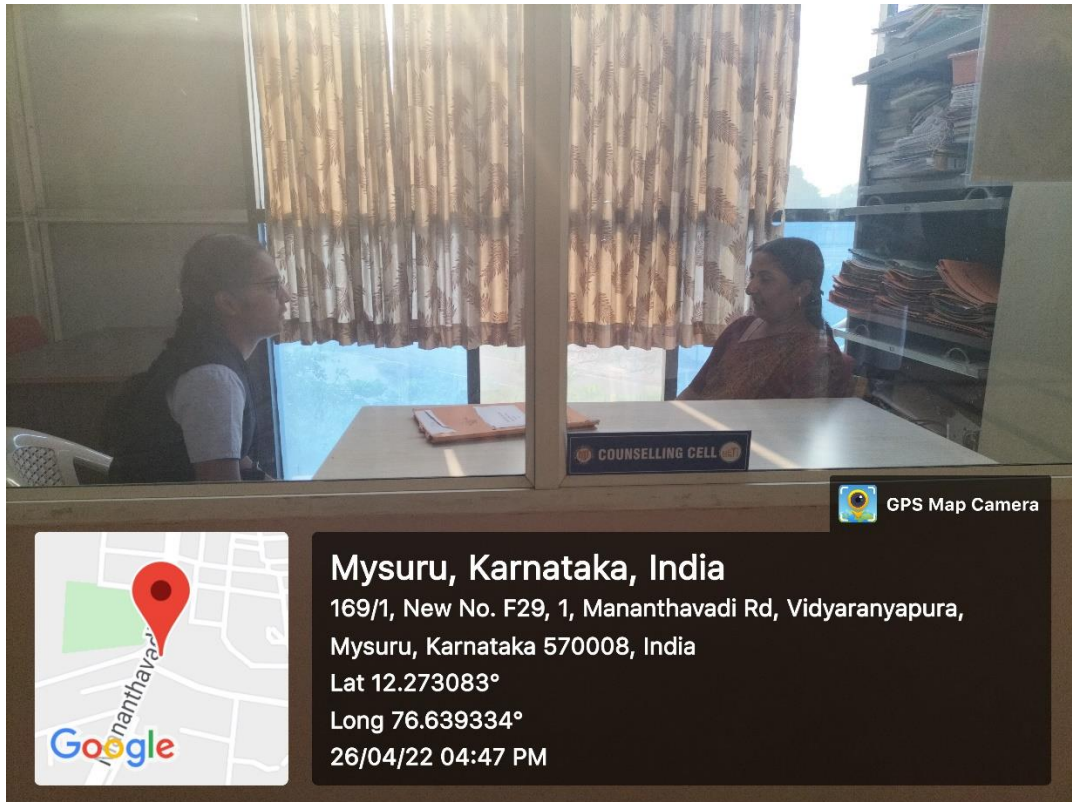 COUNSELLING CELL
GPS Map Camera
Mysuru, Karnataka, India
169/1, New No. F29, 1, Mananthavadi Rd, Vidyaranyapura,
Mysuru, Karnataka 570008, India
Lat 12.273083°
Long 76.639334°
26/04/22 04:47 PM
Mananthavadi
Google